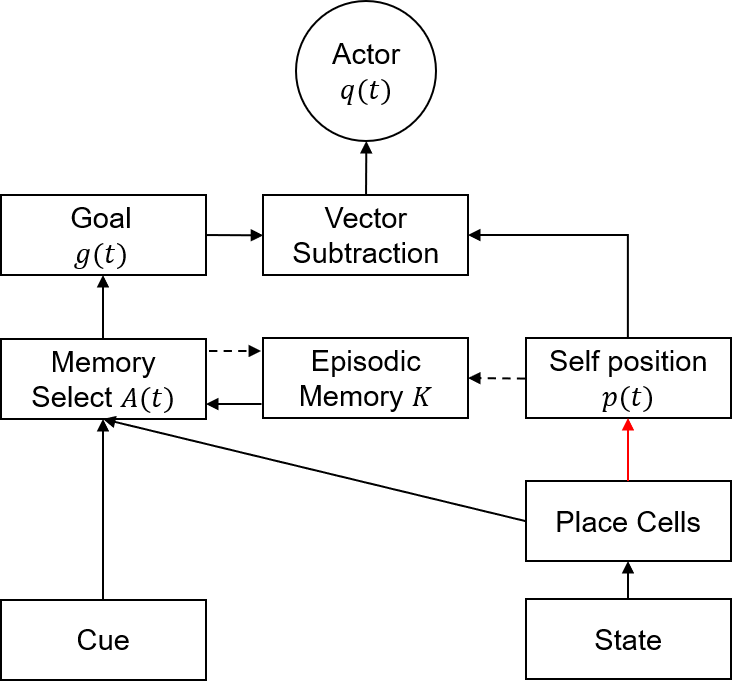 Actor
q(t)
Goal
g(t)
Vector
Subtraction
Memory
Select A(t)
Episodic
Memory K
Self position
p(t)
Place Cells
Cue
State